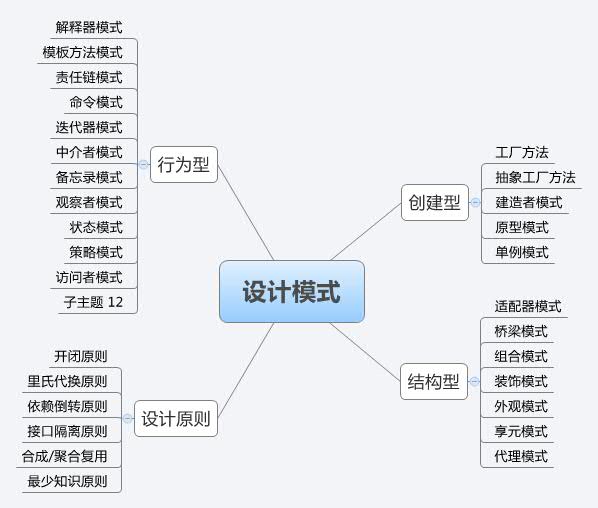 设计模式
行为型
解释器模式
模板方法模式
责任链模式
命令模式
迭代器模式
中介者模式
备忘录模式
观察者模式
状态模式
策略模式
访问者模式
子主题 12
创建型
工厂方法
抽象工厂方法
建造者模式
原型模式
单例模式
结构型
适配器模式
桥梁模式
组合模式
装饰模式
外观模式
享元模式
代理模式
设计原则
开闭原则
里氏代换原则
依赖倒转原则
接口隔离原则
合成/聚合复用
最少知识原则